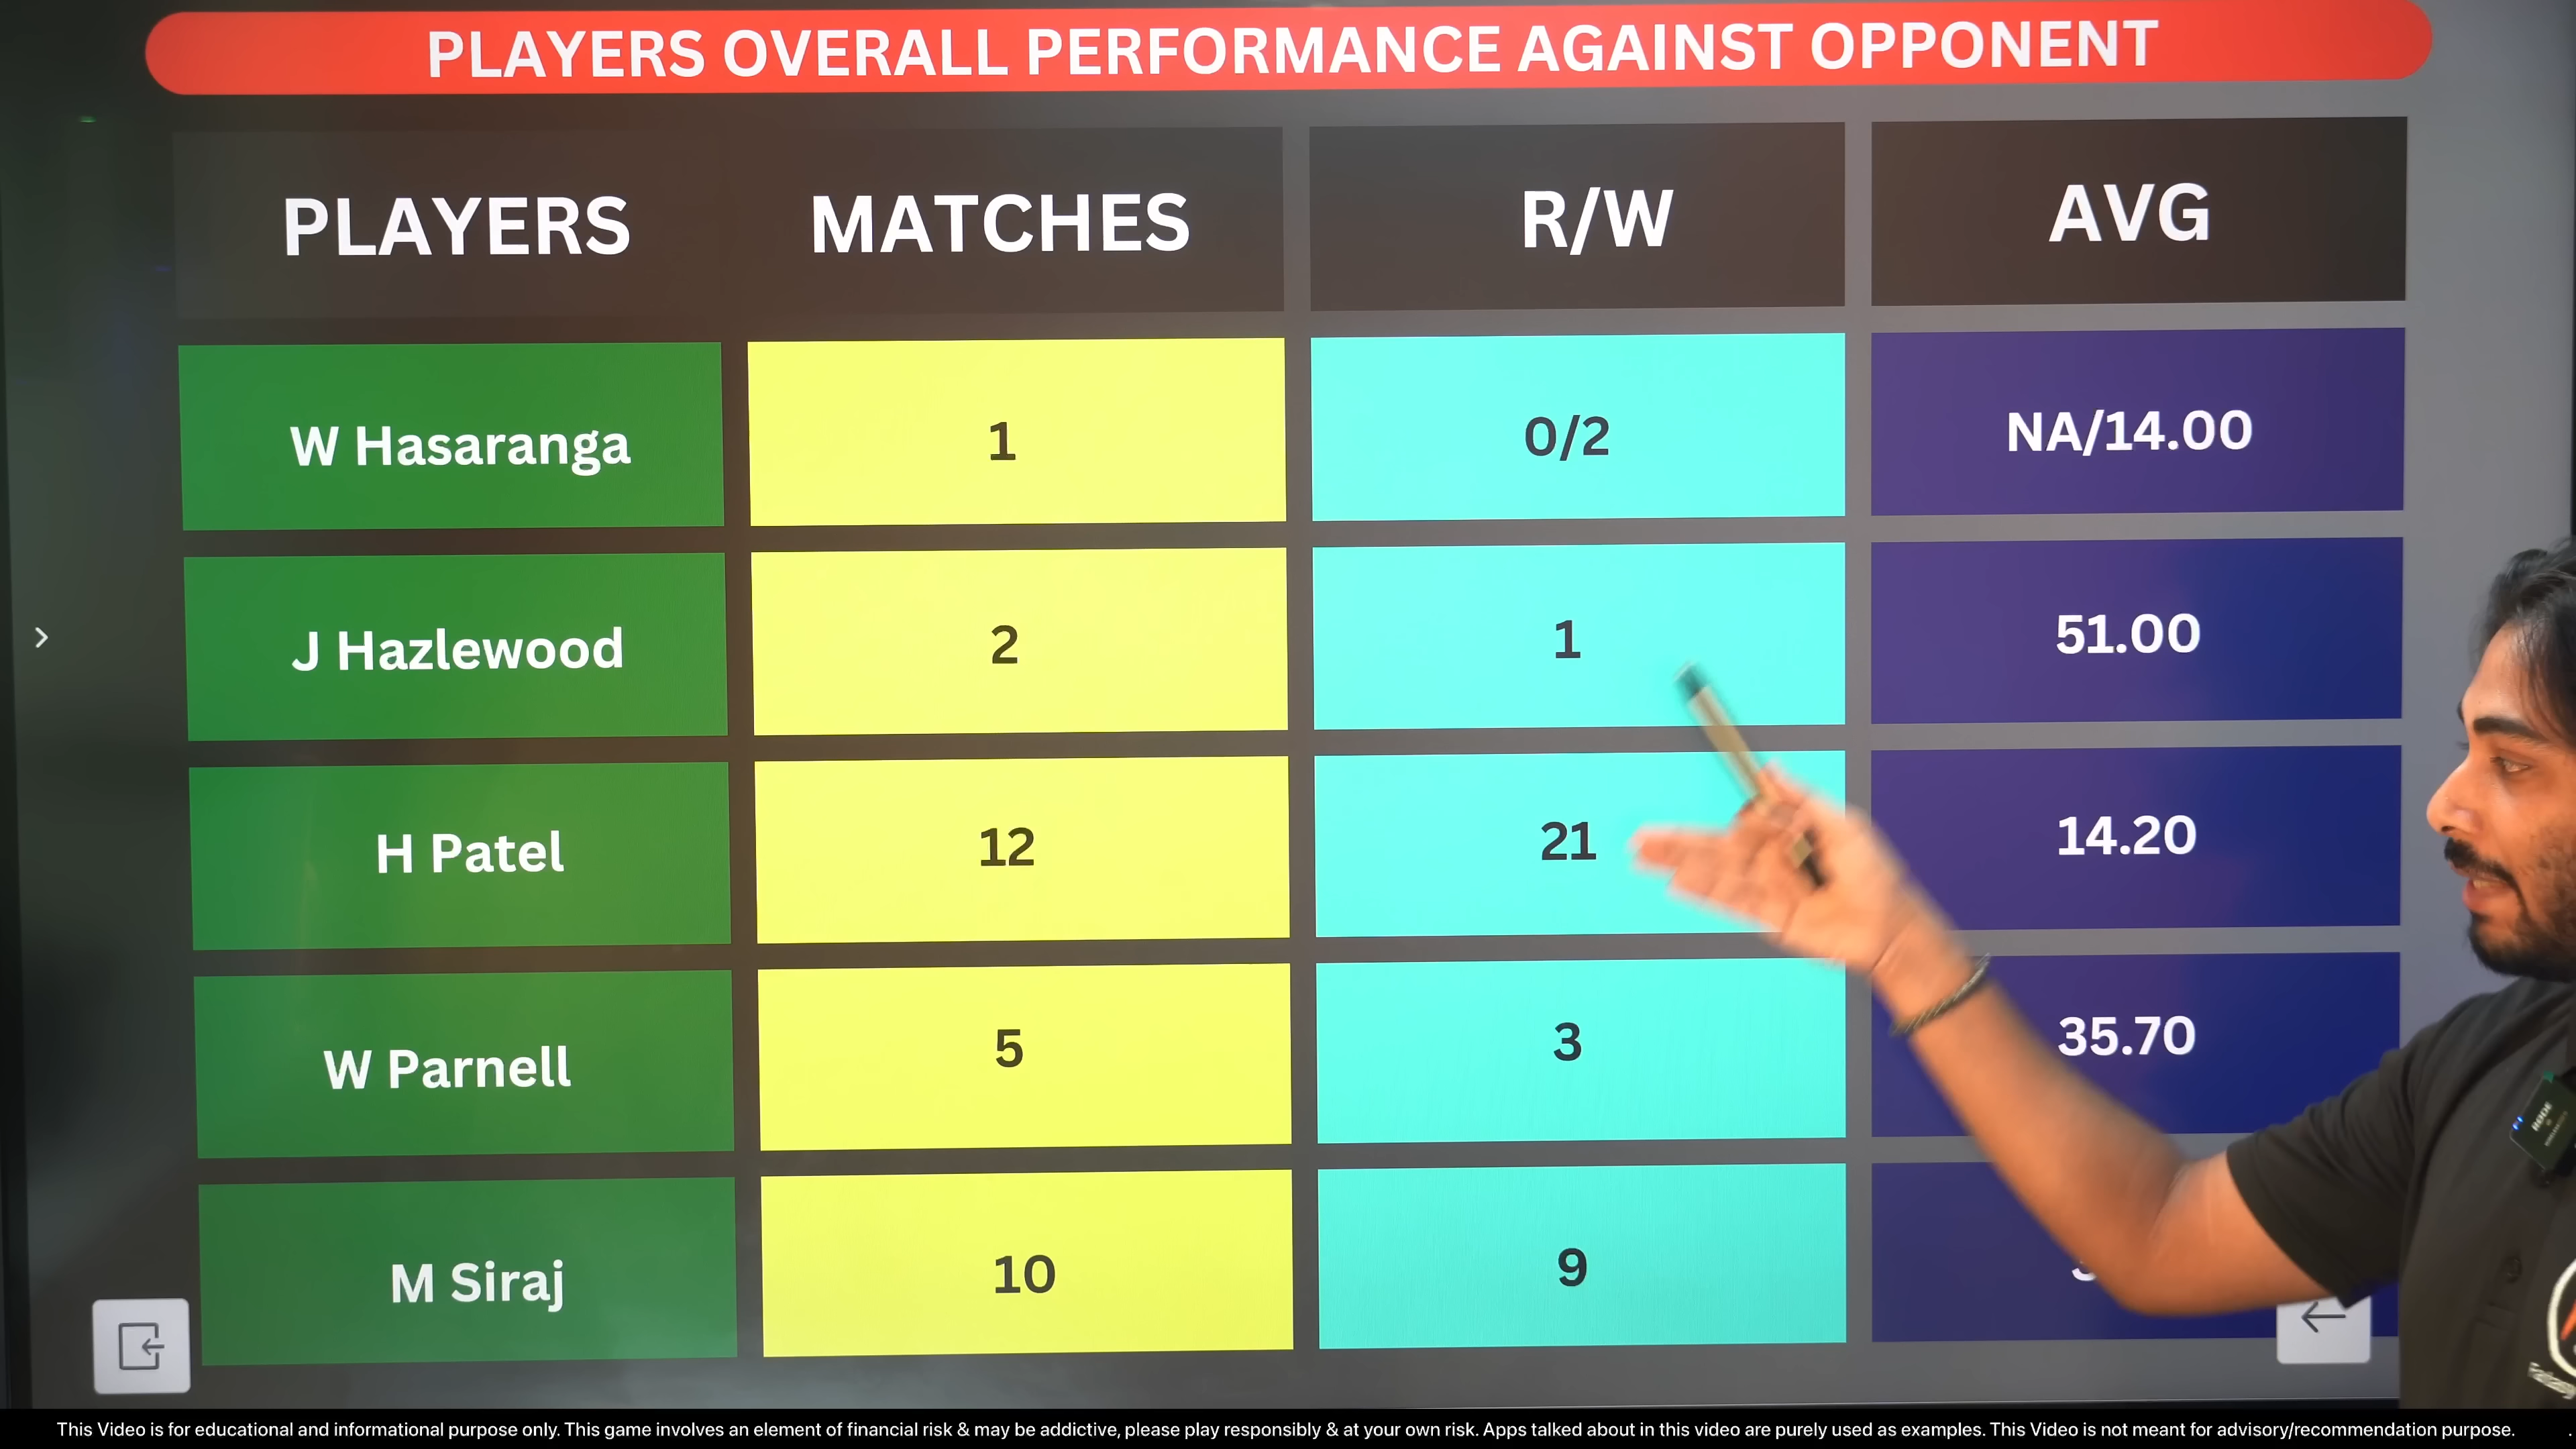 PLAYERS OVERALL PERFORMANCE AGAINST OPPONENT
PLAYERS MATCHES R/W AVG
W Hasaranga 1 0/2 NA/14.00
J Hazlewood 2 1 51.00
H Patel 12 21 14.20
W Parnell 5 3 35.70
M Siraj 10 9
RODE
This Video is for educational and informational purpose only. This game involves an element of financial risk & may be addictive, please play responsibly & at your own risk. Apps talked about in this video are purely used as examples. This Video is not meant for advisory/recommendation purpose.